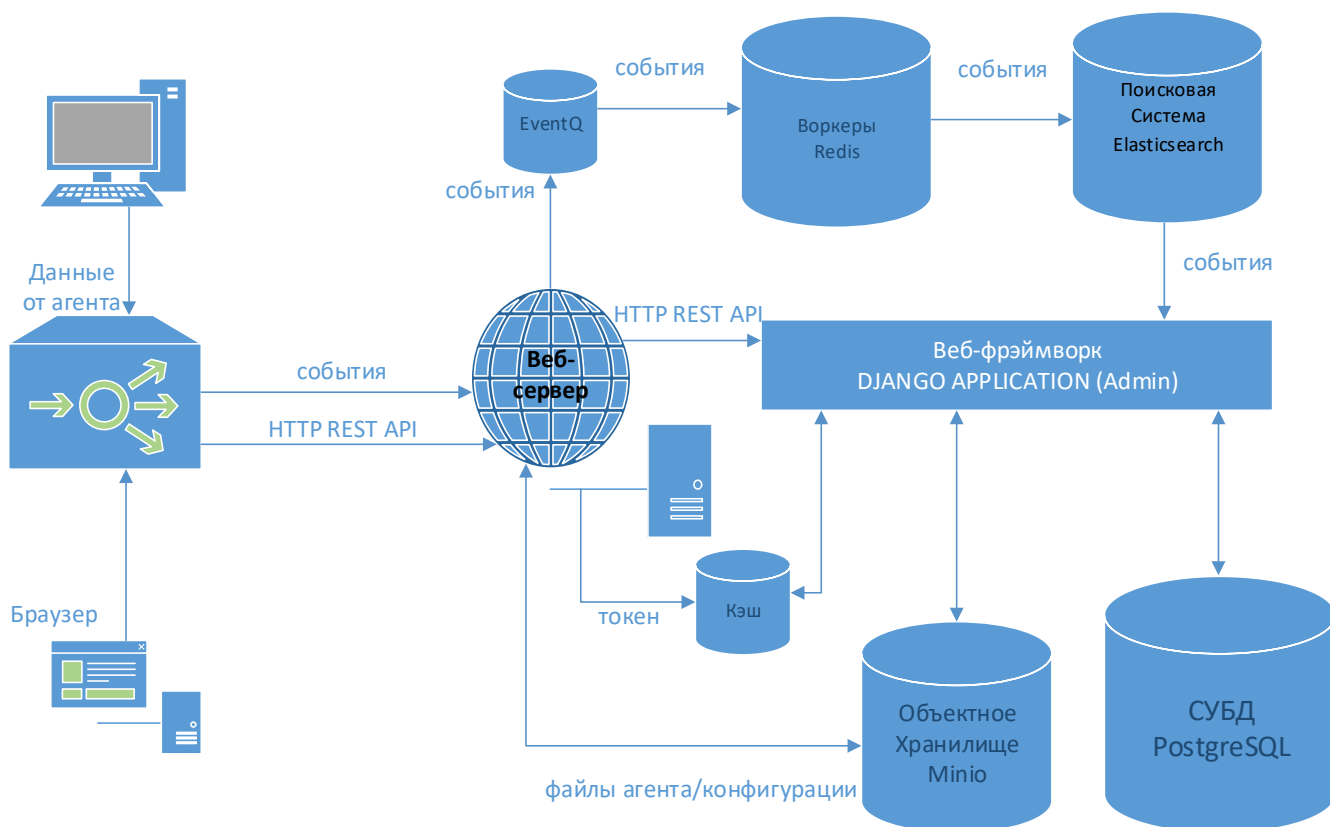 события
события
EventQ
Воркеры
Redis
Поисковая
Система
Elasticsearch
события
Данные
от агента
события
HTTP REST API
Веб-
сервер
события
HTTP REST API
Веб-фрэймворк
DJANGO APPLICATION (Admin)
токен
Кэш
Браузер
Объектное
Хранилище
Minio
СУБД
PostgreSQL
файлы агента/конфигурации